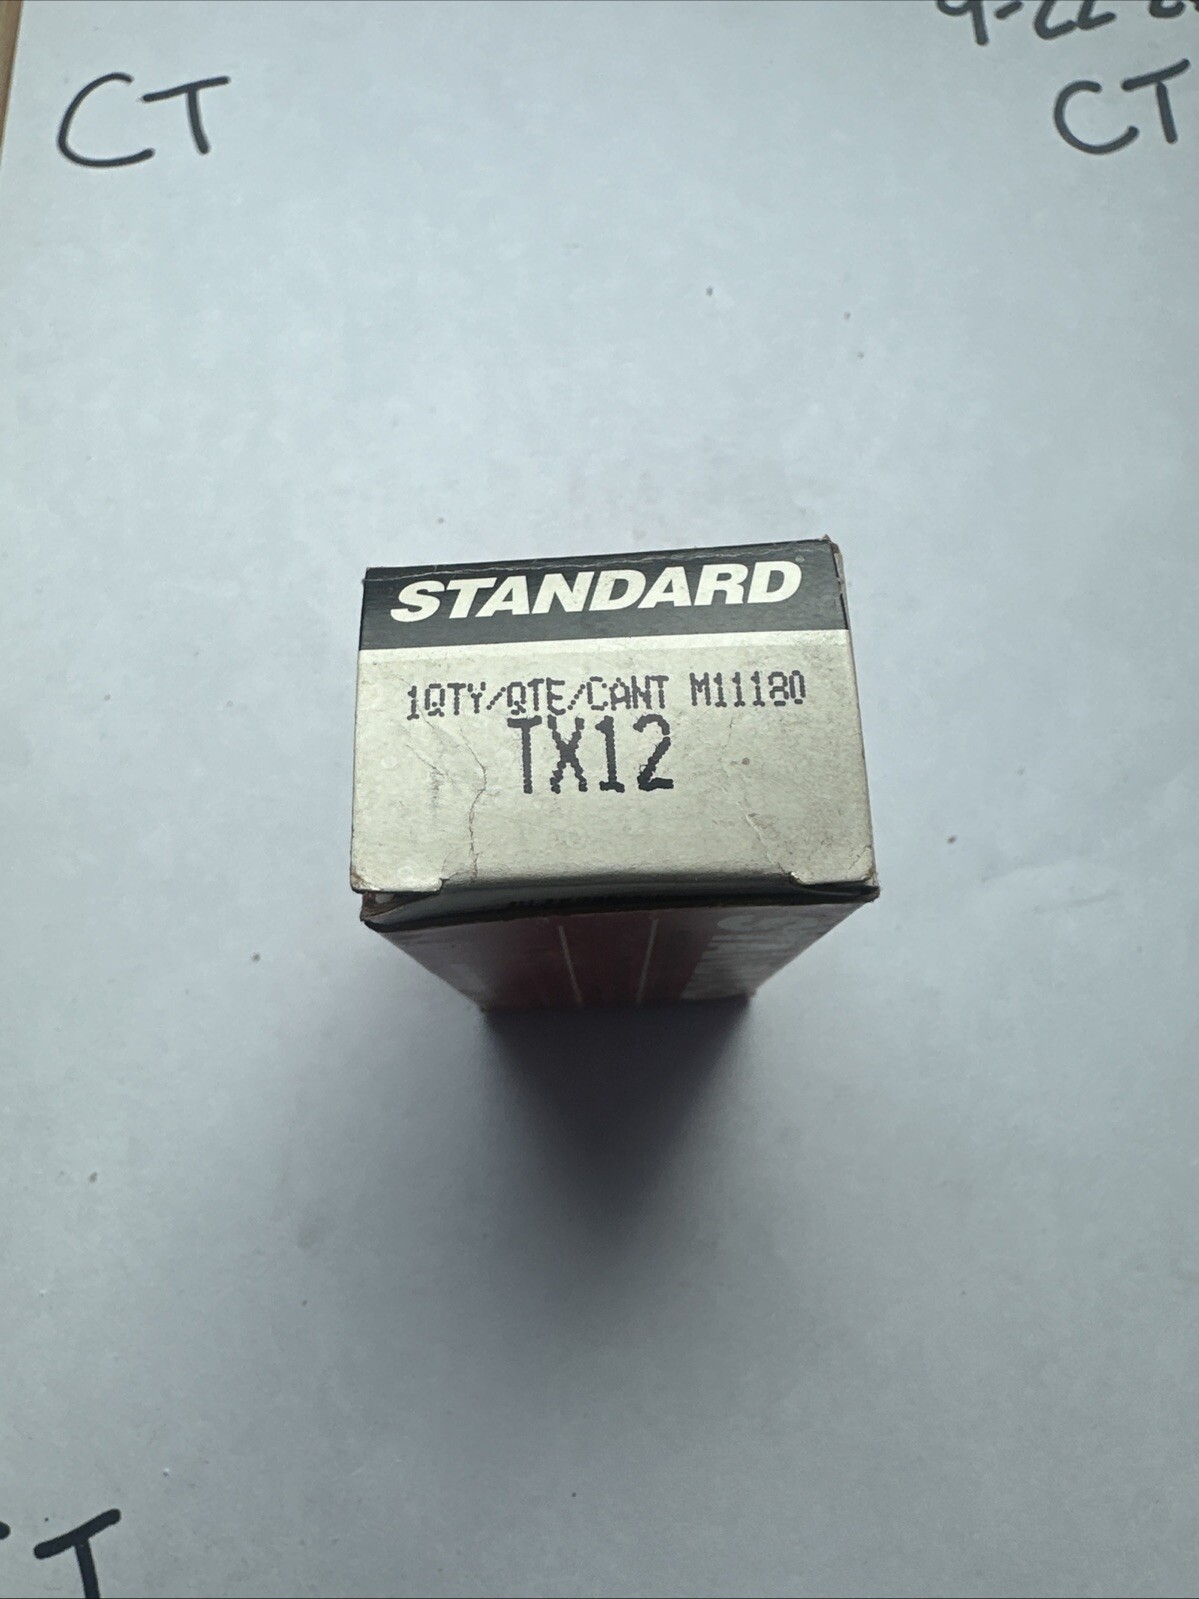 CT
CT
STANDARD
1QTY/QTE/CANT M11180
TX12